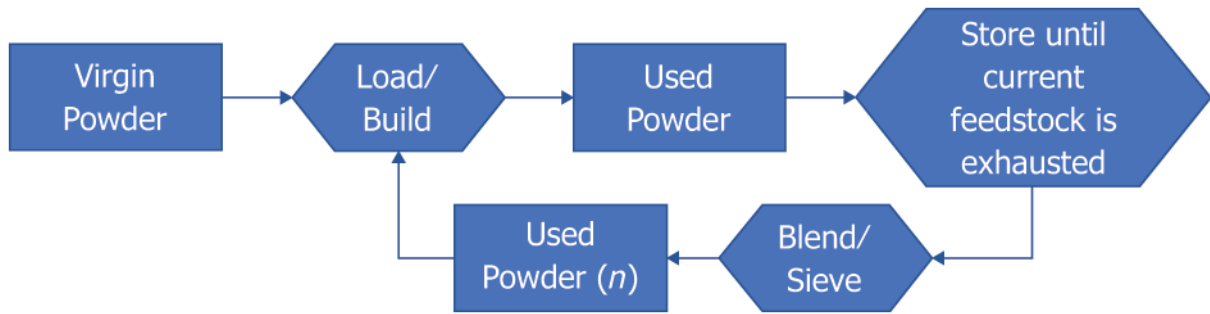 Virgin
Powder
Load/
Build
Used
Powder
Store until
current
feedstock is
exhausted
Used
Powder (n)
Blend/
Sieve